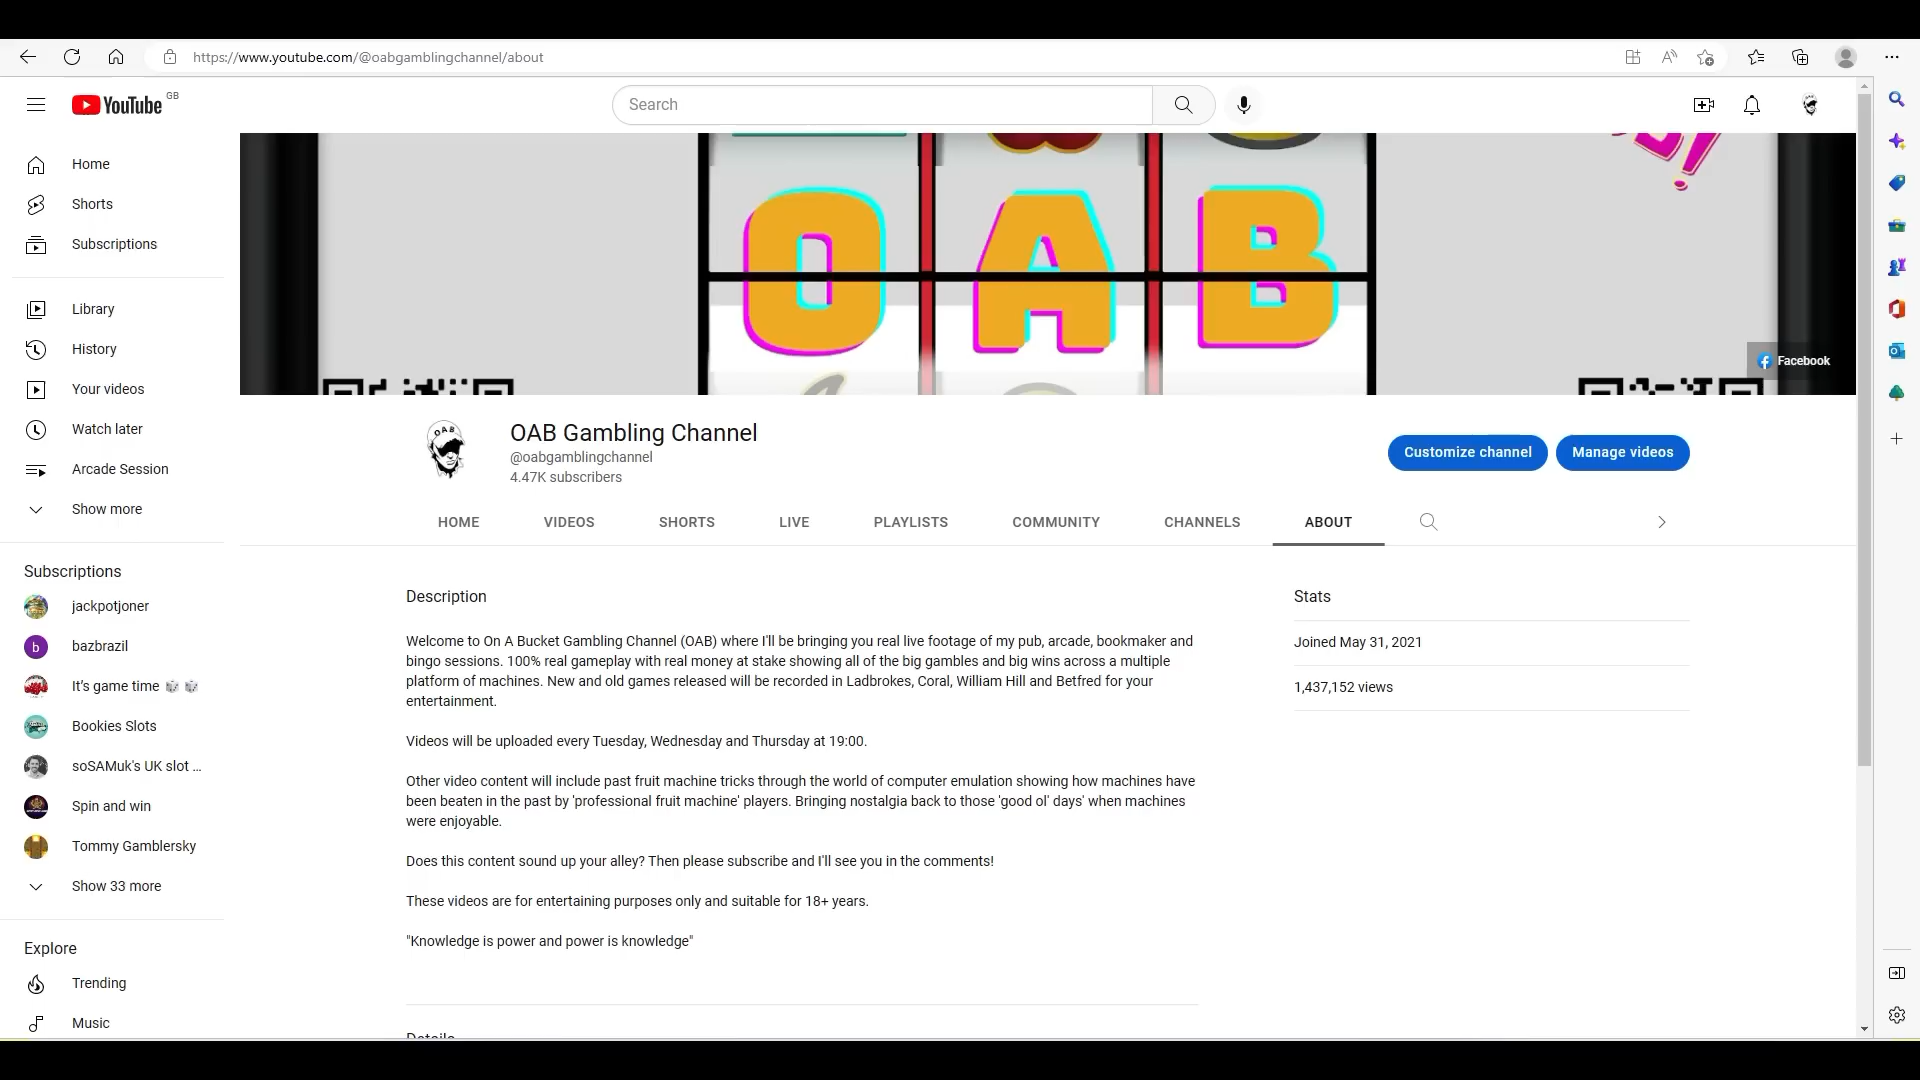 https://www.youtube.com/@oabgamblingchannel/about
YouTube GB
Search
Home
Shorts
Subscriptions
Library
History
Your videos
Watch later
Arcade Session
Show more
Subscriptions
jackpotjoner
b bazbrazil
It's game time 🎲 🎲
Bookies Slots
soSAMuk's UK slot ...
Spin and win
Tommy Gamblersky
Show 33 more
Explore
Trending
Music
OAB
Facebook
OAB
OAB Gambling Channel
@oabgamblingchannel
4.47K subscribers
Customize channel
Manage videos
HOME VIDEOS SHORTS LIVE PLAYLISTS COMMUNITY CHANNELS ABOUT
Description
Welcome to On A Bucket Gambling Channel (OAB) where I'll be bringing you real live footage of my pub, arcade, bookmaker and
bingo sessions. 100% real gameplay with real money at stake showing all of the big gambles and big wins across a multiple
platform of machines. New and old games released will be recorded in Ladbrokes, Coral, William Hill and Betfred for your
entertainment.
Videos will be uploaded every Tuesday, Wednesday and Thursday at 19:00.
Other video content will include past fruit machine tricks through the world of computer emulation showing how machines have
been beaten in the past by 'professional fruit machine' players. Bringing nostalgia back to those 'good ol' days' when machines
were enjoyable.
Does this content sound up your alley? Then please subscribe and I'll see you in the comments!
These videos are for entertaining purposes only and suitable for 18+ years.
"Knowledge is power and power is knowledge"
Details
Stats
Joined May 31, 2021
1,437,152 views